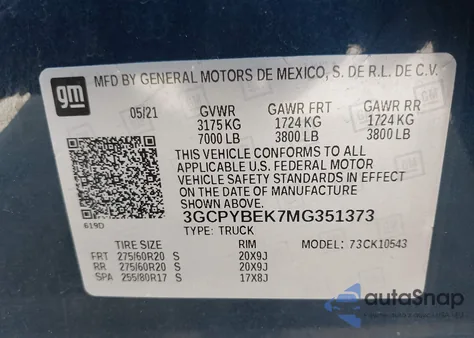 gm
MFD BY GENERAL MOTORS DE MEXICO, S. DE R.L. DE C.V.
05/21 GVWR GAWR FRT GAWR RR
3175 KG 1724 KG 1724 KG
7000 LB 3800 LB 3800 LB
THIS VEHICLE CONFORMS TO ALL
APPLICABLE U.S. FEDERAL MOTOR
VEHICLE SAFETY STANDARDS IN EFFECT
ON THE DATE OF MANUFACTURE SHOWN ABOVE.
619D
3GCPYBEK7MG351373
TYPE: TRUCK MODEL: 73CK10543
TIRE SIZE RIM
FRT 275/60R20 S 20X9J
RR 275/60R20 S 20X9J
SPA 255/80R17 S 17X8J
autoSnap